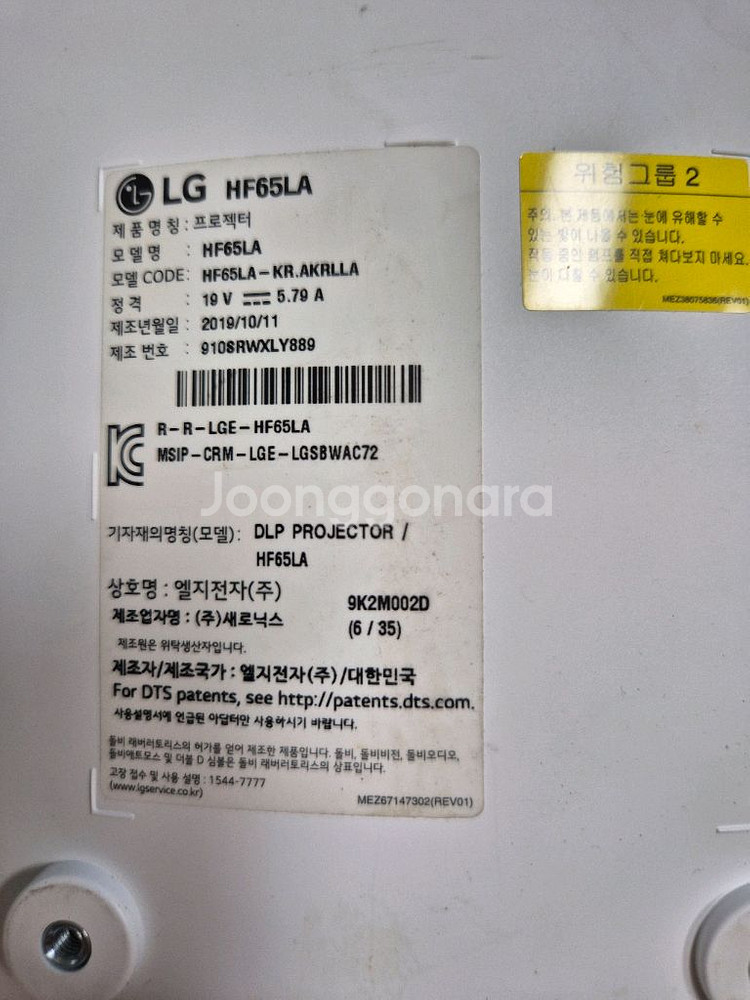 LG HF65LA
제품명칭 : 프로젝터
모델명 : HF65LA
모델 CODE : HF65LA-KR.AKRLLA
정격 : 19 V 5.79 A
제조년월일 : 2019/10/11
제조 번호 : 910SRWXLY889
R-R-LGE-HF65LA
MSIP-CRM-LGE-LGSBWAC72
기자재의명칭(모델) : DLP PROJECTOR /
HF65LA
상호명 : 엘지전자(주)
9K2M002D
제조업자명 : (주)새로닉스
(6 / 35)
제조원은 위탁생산자입니다.
제조자/제조국가 : 엘지전자(주)/대한민국
For DTS patents, see http://patents.dts.com.
사용설명서에 언급된 아답터만 사용하시기 바랍니다.
돌비 래버러토리스의 허가를 얻어 제조한 제품입니다. 돌비, 돌비비전, 돌비오디오,
돌비애트모스 및 더블 D 심볼은 돌비 래버러토리스의 상표입니다.
고장 접수 및 사용 설명 : 1544-7777
(www.lgservice.co.kr)
MEZ67147302(REV01)
위험그룹 2
주의. 본 제품에서는 눈에 유해할 수
있는 빛이 나올 수 있습니다.
작동 중인 램프를 직접 쳐다보지 마세요.
눈이 다칠 수 있습니다.
MEZ38075836(REV01)
Joonggonara